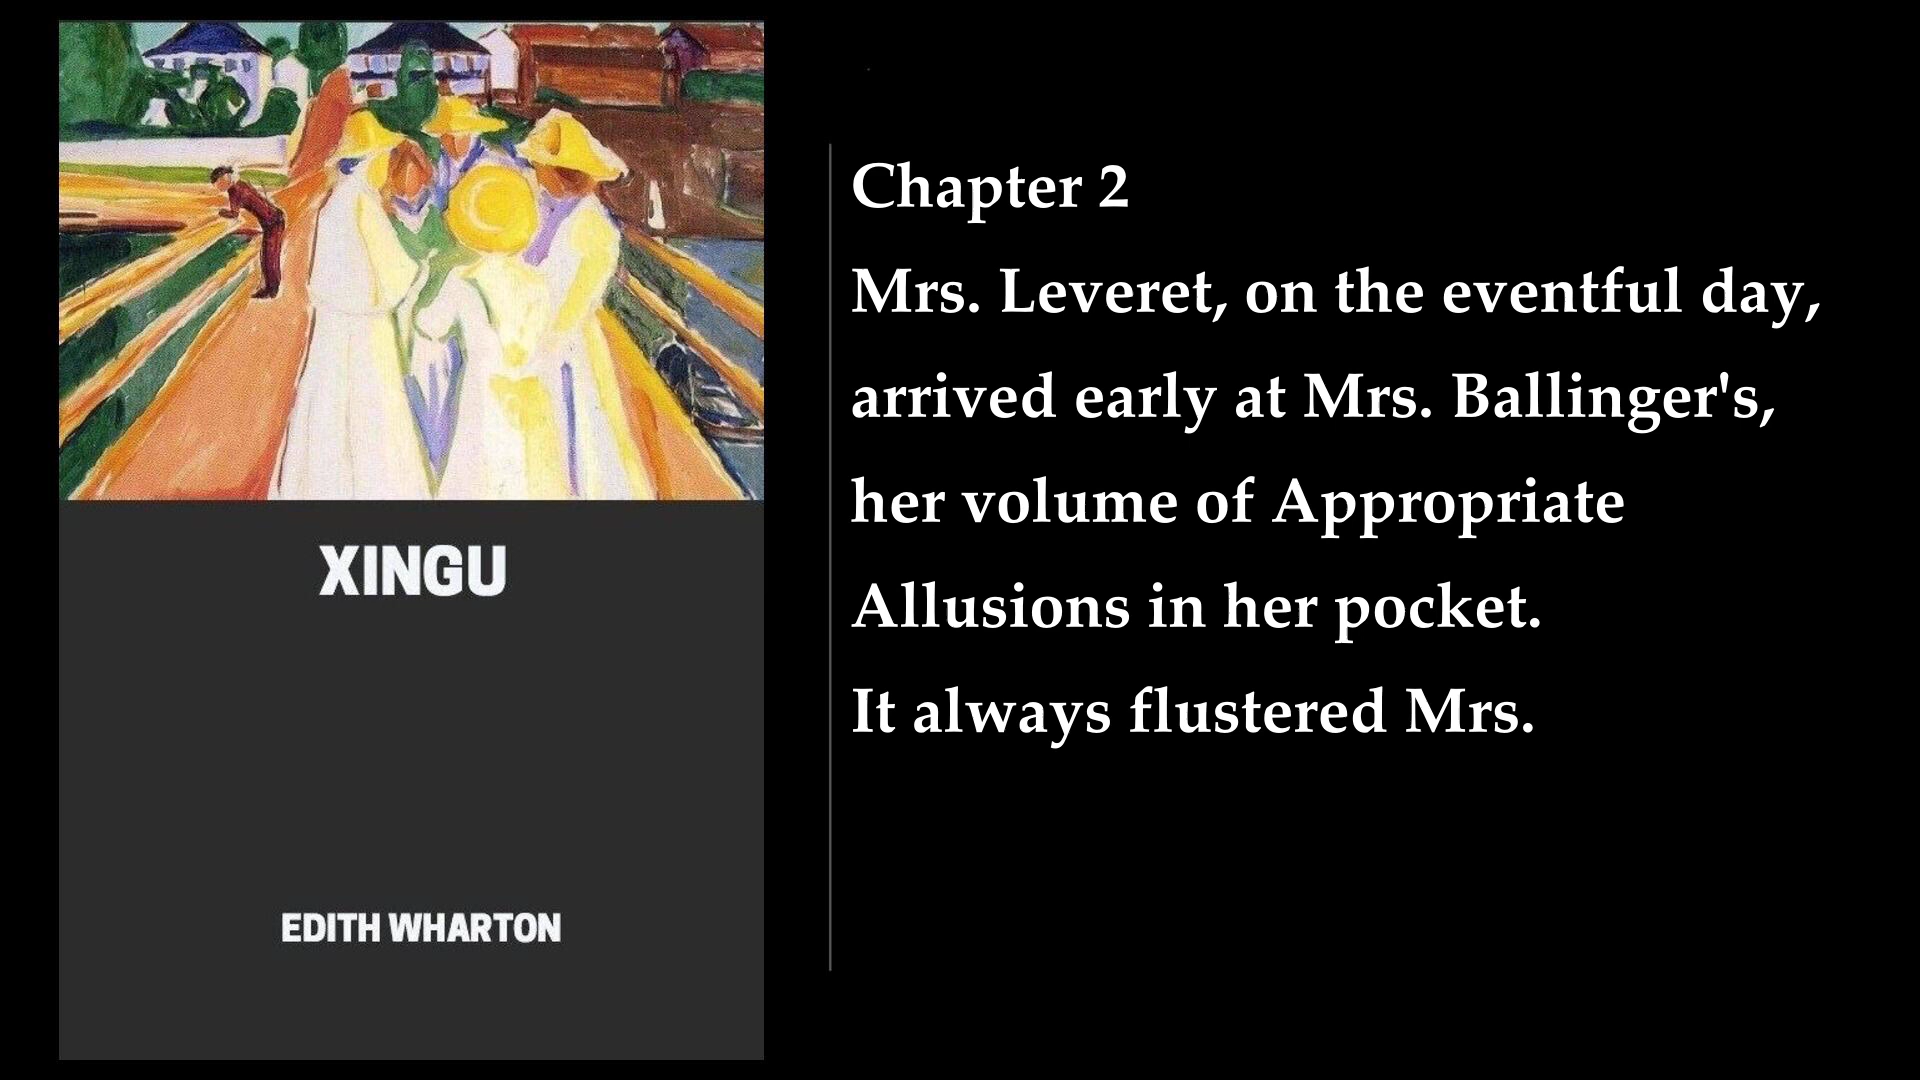 XINGU
EDITH WHARTON
Chapter 2
Mrs. Leveret, on the eventful day,
arrived early at Mrs. Ballinger's,
her volume of Appropriate
Allusions in her pocket.
It always flustered Mrs.